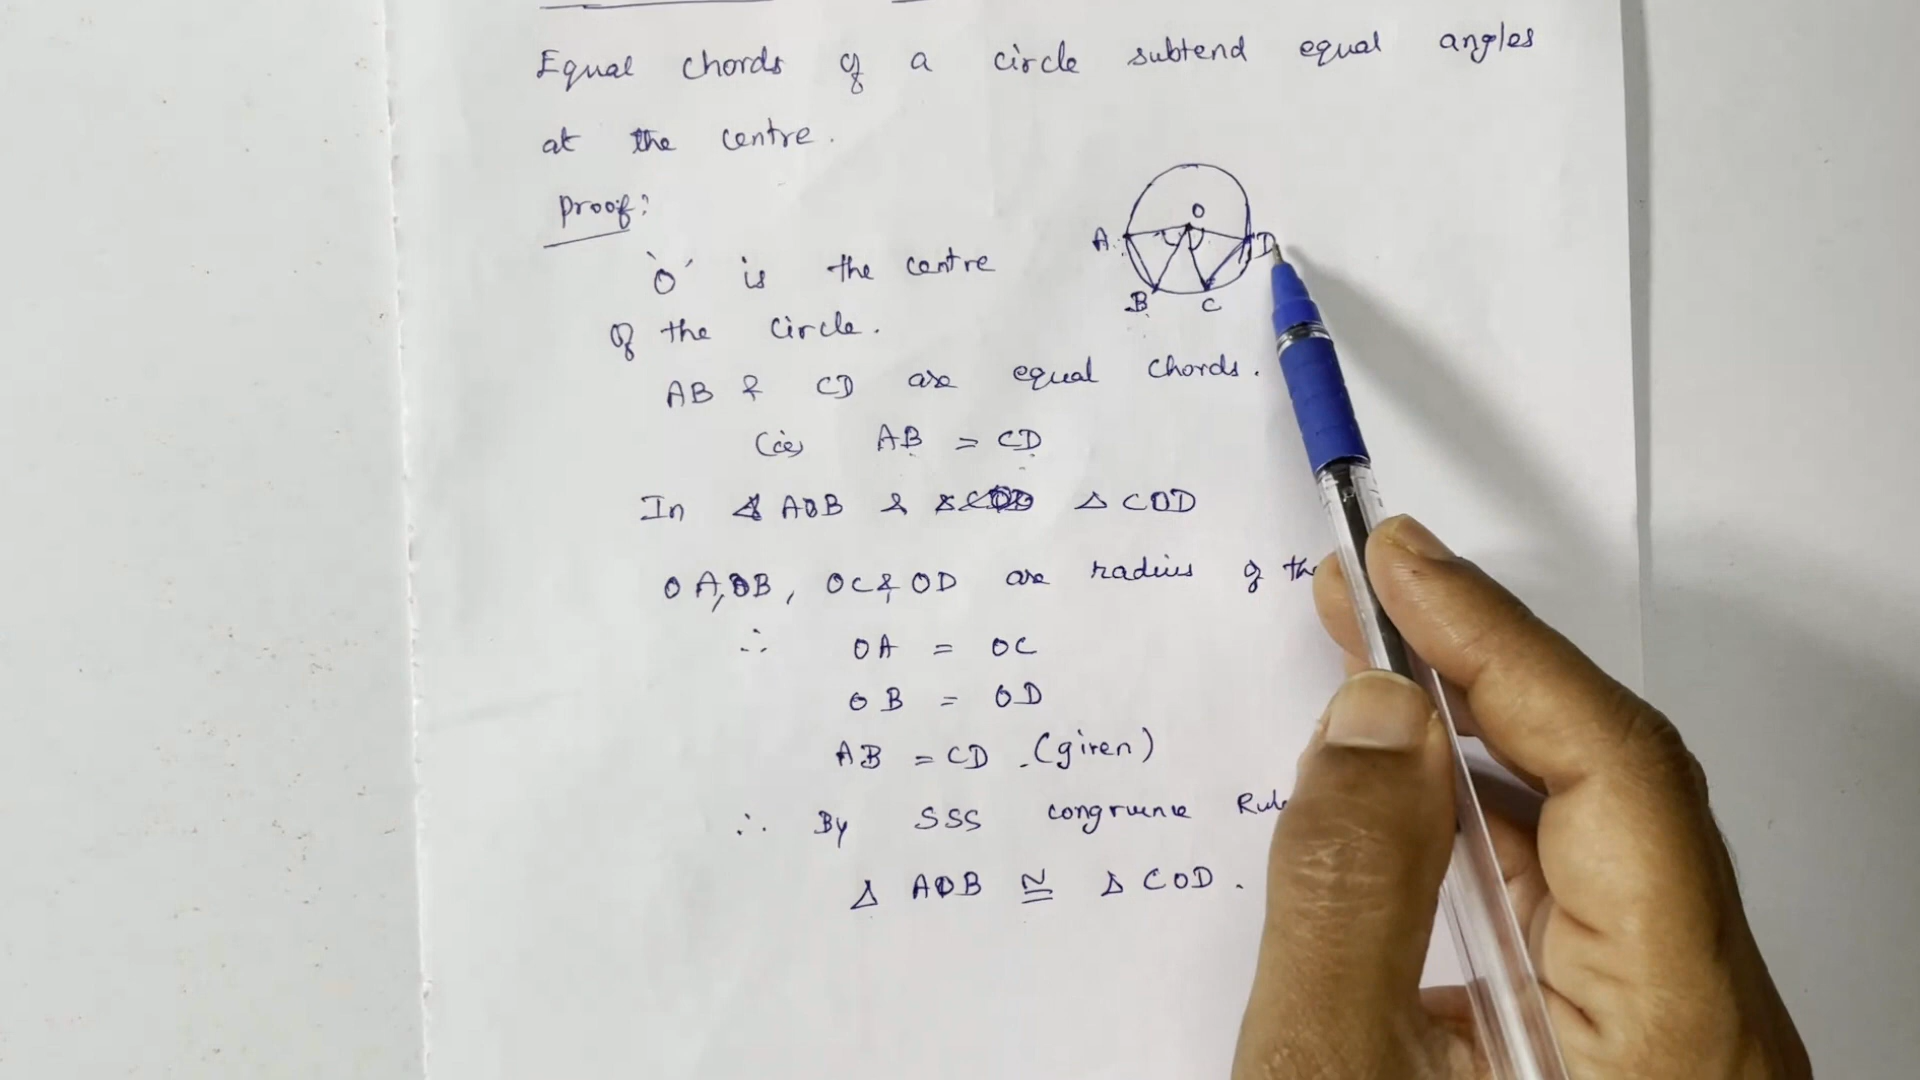 Equal chords of a circle subtend equal angles
at the centre.
Proof:
'O' is the centre
of the circle.
A O D B C
AB & CD are equal chords.
(ie) AB = CD
In Δ AOB & Δ COD
OA, OB, OC & OD are radius of the
∴ OA = OC
OB = OD
AB = CD (given)
∴ By SSS congruence Rule
Δ AOB ≅ Δ COD.